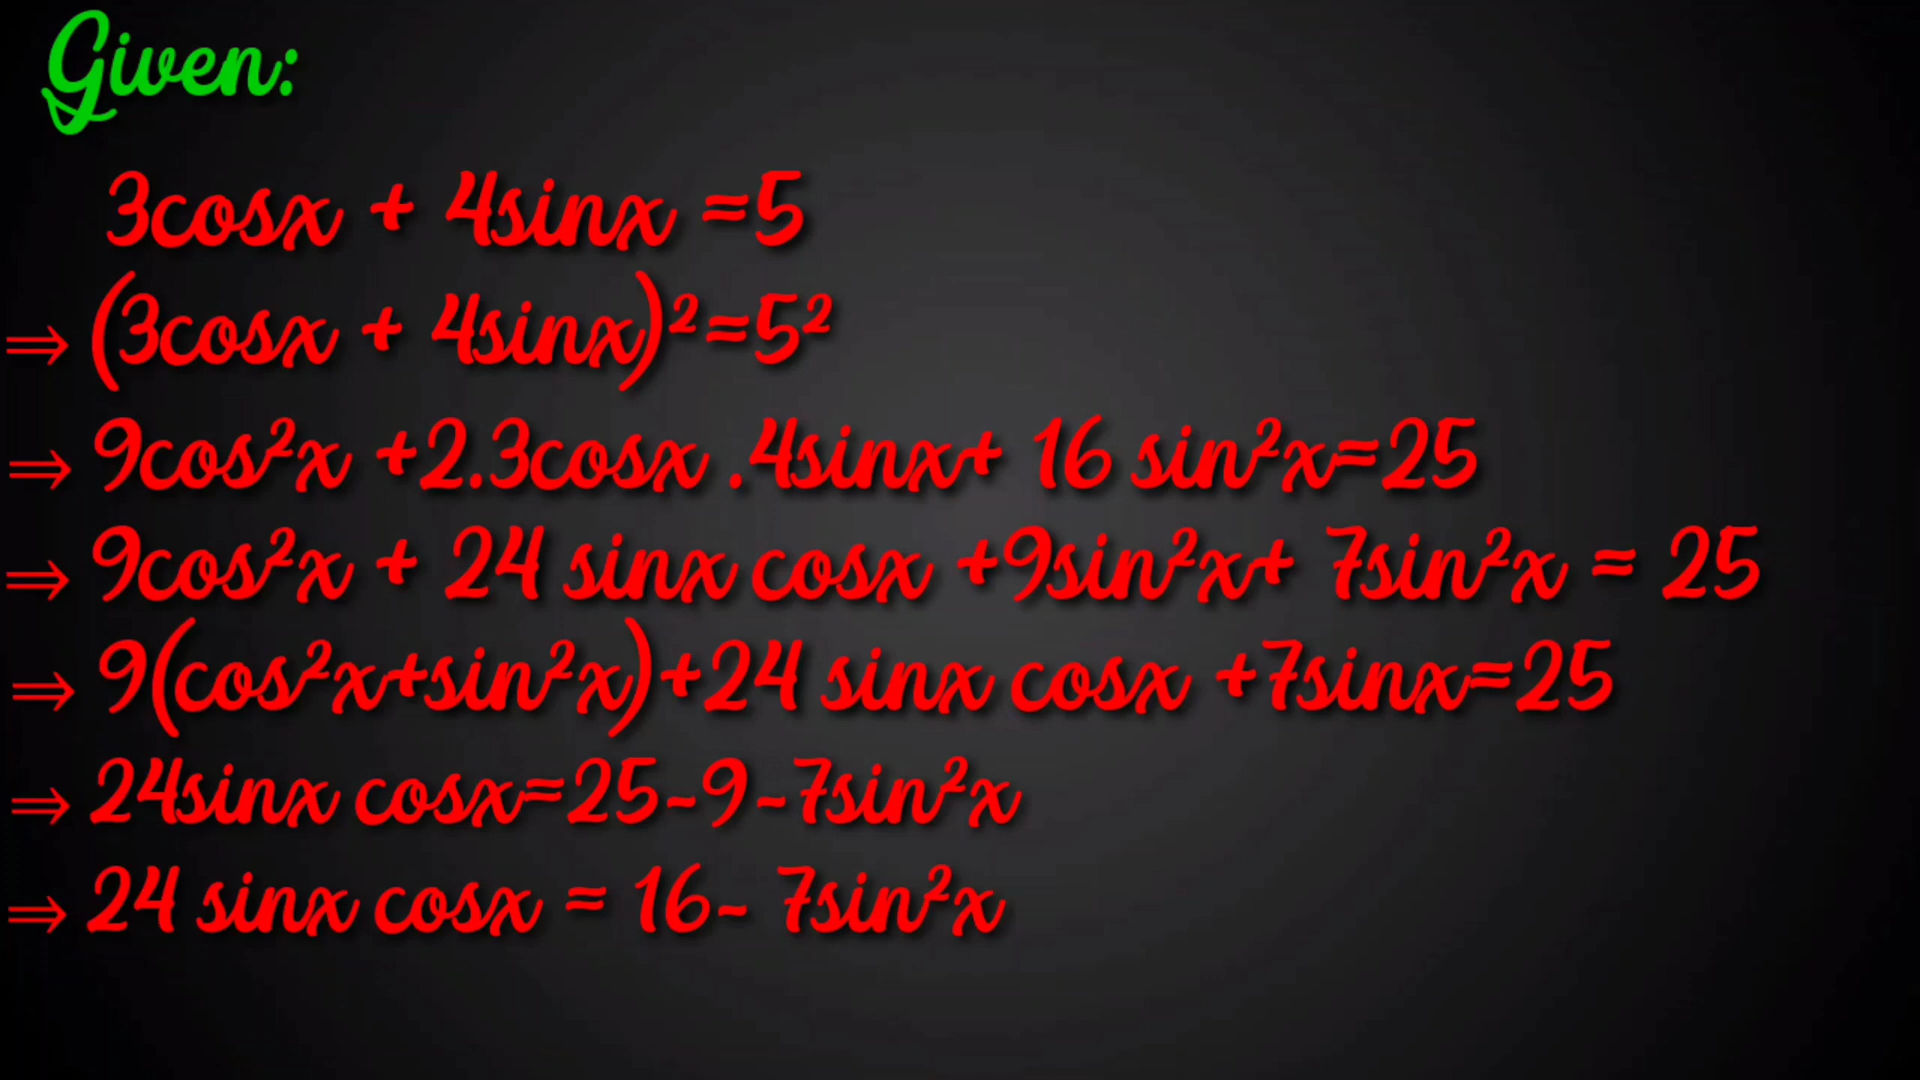 Given:
3cosx + 4sinx =5
⇒ (3cosx + 4sinx)²=5²
⇒ 9cos²x +2.3cosx .4sinx+ 16 sin²x=25
⇒ 9cos²x + 24 sinx cosx +9sin²x+ 7sin²x = 25
⇒ 9(cos²x+sin²x)+24 sinx cosx +7sinx=25
⇒ 24sinx cosx=25-9-7sin²x
⇒ 24 sinx cosx = 16- 7sin²x